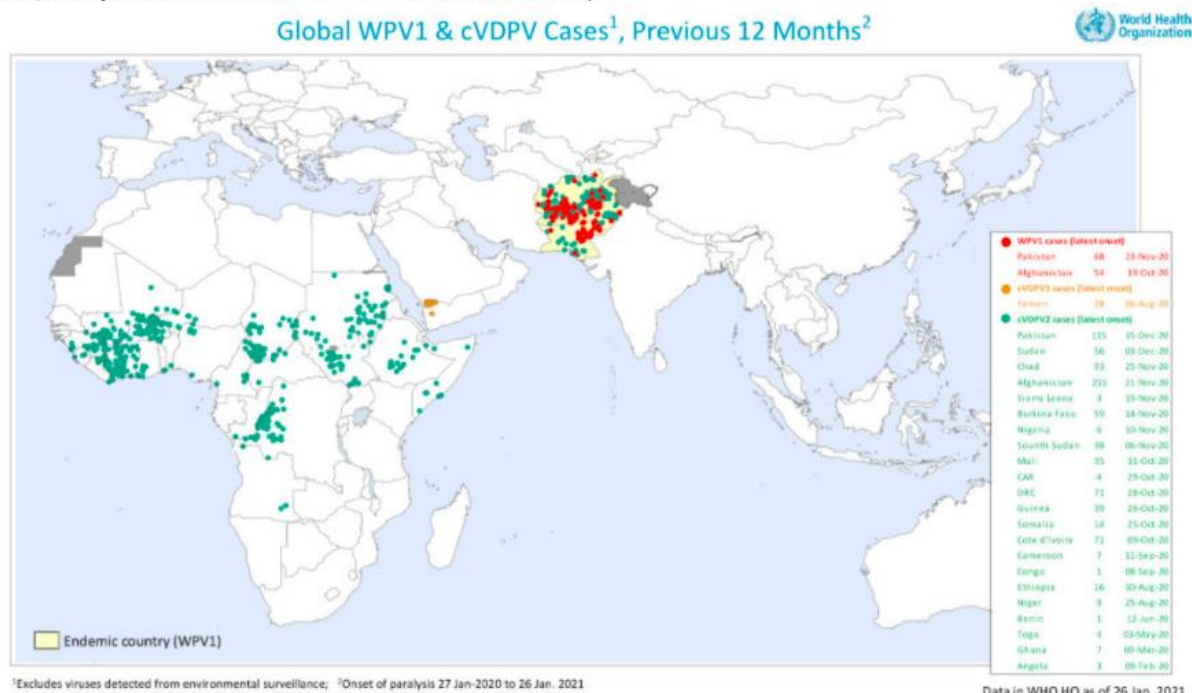 Global WPV1 & cVDPV Cases1, Previous 12 Months2
World Health
Organization
WPV1 cases (latest onset)
Pakistan 68 23-Nov-20
Afghanistan 54 19-Oct-20
cVDPV1 cases (latest onset)
Yemen 28 06-Aug-20
cVDPV2 cases (latest onset)
Pakistan 135 15-Dec-20
Sudan 56 03-Dec-20
Chad 93 25-Nov-20
Afghanistan 21-Nov-20
Sierra Leone 3 19-Nov-20
Burkina Faso 59 14-Nov-20
Nigeria 6 10-Nov-20
Sounth Sudan 38 06-Nov-20
Mali 35 31-Oct-20
CAR 4 29-Oct-20
DRC 71 28-Oct-20
Guinea 39 26-Oct-20
Somalia 14 25-Oct-20
Cote d'Ivoiry 71 09-Oct-20
Cameroon 7 11-Sep-20
Congo 1 08-Sep-20
Ethiopia 16 30-Aug-20
Niger 9 25-Aug-20
Benin 1 12-Jun-20
Togo 4 03-May-20
Ghana 7 09-Mar-20
Angola 3 09-Feb-20
Endemic country (WPV1)
1Excludes viruses detected from environmental surveillance; 2Onset of paralysis 27 Jan-2020 to 26 Jan. 2021
Data in WHO HQ as of 26 Jan. 2021